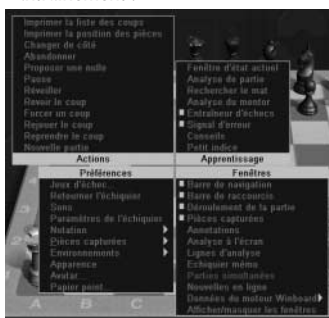 Imprimer la liste des coups
Imprimer la position des pièces
Changer de côté
Abandonner
Proposer une nulle
Pause
Réveiller
Revoir le coup
Forcer un coup
Rejouer le coup
Reprendre le coup
Nouvelle partie
Actions
Fenêtre d'état actuel
Analyse de partie
Rechercher le mat
Analyse du mentor
Entraîneur d'échecs
Signal d'erreur
Conseils
Petit indice
Apprentissage
Préférences
Jeux d'échec...
Retourner l'échiquier
Sons
Paramètres de l'échiquier
Notation
Pièces capturées
Environnements
Apparence
Avatar...
Papier peint...
Fenêtres
Barre de navigation
Barre de raccourcis
Déroulement de la partie
Pièces capturées
Annotations
Analyse à l'écran
Lignes d'analyse
Echiquier mémo
Parties simultanées
Nouvelles en ligne
Données du moteur Winboard
Afficher/masquer les fenêtres
A B C